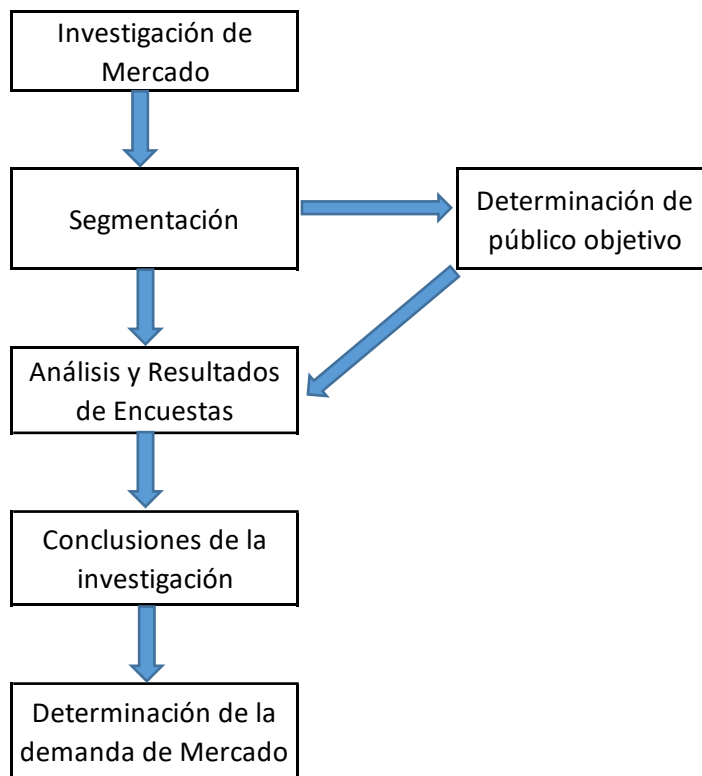 Investigación de
Mercado
Segmentación
Determinación de
público objetivo
Análisis y Resultados
de Encuestas
Conclusiones de la
investigación
Determinación de la
demanda de Mercado